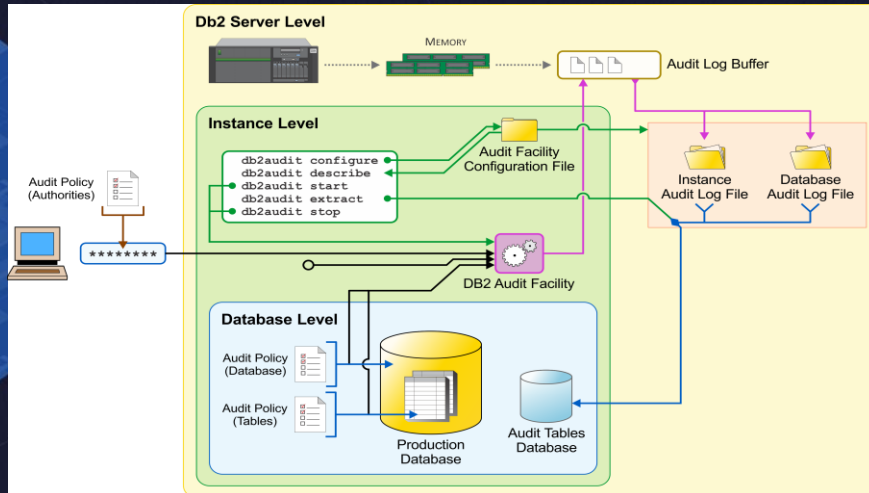 Db2 Server Level
MEMORY
Audit Log Buffer
Instance Level
db2audit configure
db2audit describe
db2audit start
db2audit extract
db2audit stop
Audit Facility
Configuration File
Instance
Audit Log File
Database
Audit Log File
Audit Policy
(Authorities)
********
DB2 Audit Facility
Database Level
Audit Policy
(Database)
Audit Policy
(Tables)
Production
Database
Audit Tables
Database